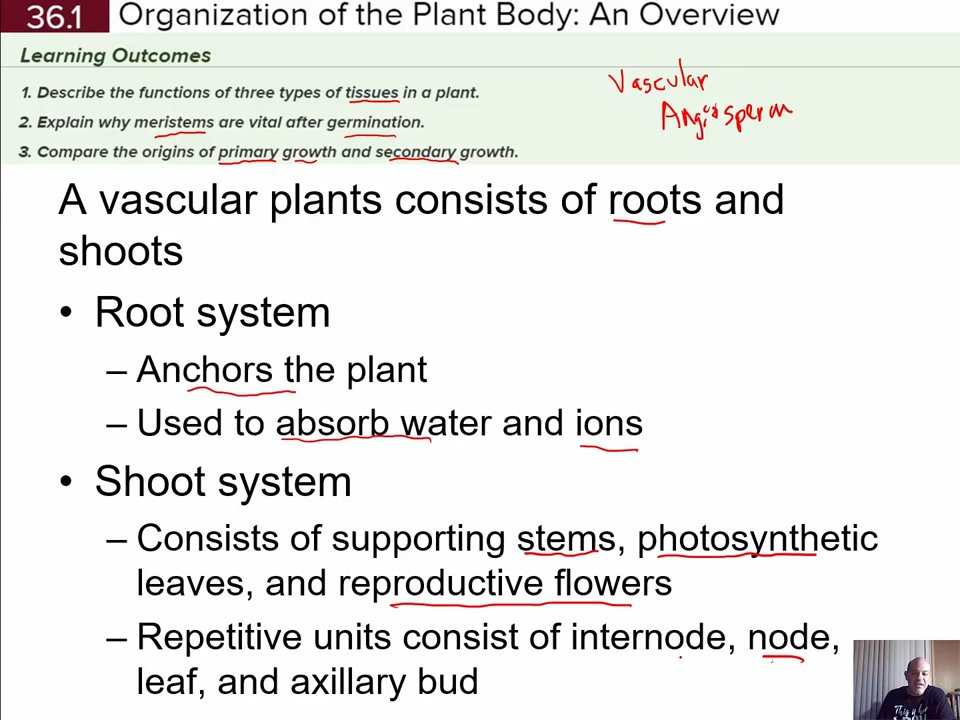 36.1 Organization of the Plant Body: An Overview
Learning Outcomes
1. Describe the functions of three types of tissues in a plant.
2. Explain why meristems are vital after germination.
3. Compare the origins of primary growth and secondary growth.
Vascular
Angiosperm
A vascular plants consists of roots and
shoots
• Root system
– Anchors the plant
– Used to absorb water and ions
• Shoot system
– Consists of supporting stems, photosynthetic
leaves, and reproductive flowers
– Repetitive units consist of internode, node,
leaf, and axillary bud